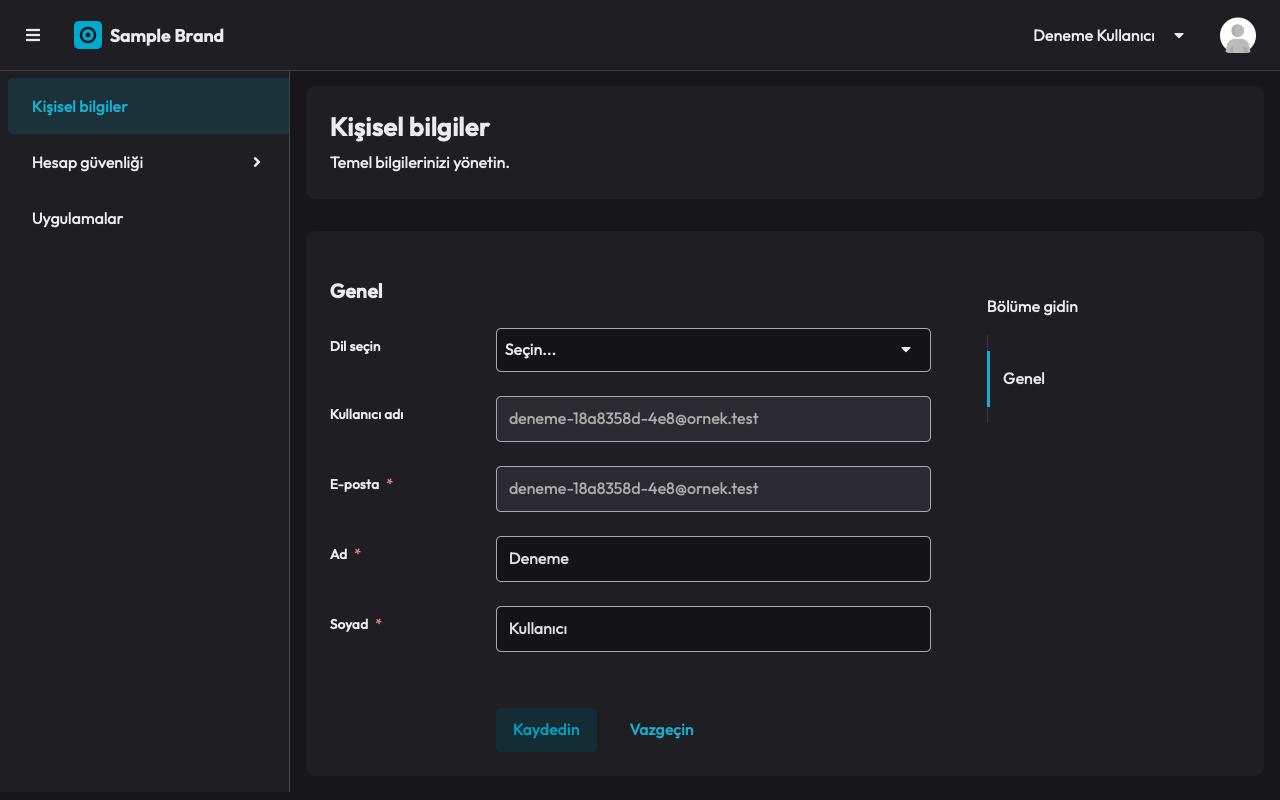 Sample Brand
Deneme Kullanıcı
Kişisel bilgiler
Hesap güvenliği
Uygulamalar
Kişisel bilgiler
Temel bilgilerinizi yönetin.
Genel
Dil seçin
Seçin...
Kullanıcı adı
deneme-18a8358d-4e8@ornek.test
E-posta *
deneme-18a8358d-4e8@ornek.test
Ad *
Deneme
Soyad *
Kullanıcı
Kaydedin
Vazgeçin
Bölüme gidin
Genel